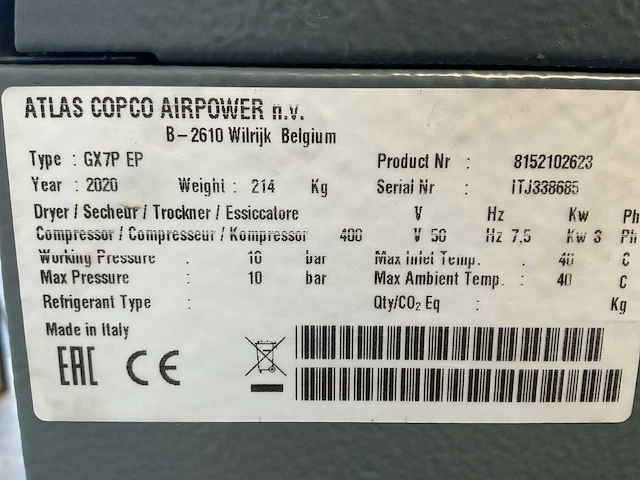 ATLAS COPCO AIRPOWER n.v.
B-2610 Wilrijk Belgium
Type : GX7P EP Product Nr : 8152102623
Year : 2020 Weight : 214 Kg Serial Nr : ITJ338685
Dryer / Secheur / Trockner / Essiccatore V Hz Kw Ph
Compressor / Compresseur / Kompressor 400 V 50 Hz 7,5 Kw 3 Ph
Working Pressure : 10 bar Max Inlet Temp. : 40 C
Max Pressure : 10 bar Max Ambient Temp. : 40 C
Refrigerant Type : Qty/CO₂ Eq : Kg
Made in Italy
EAC CE